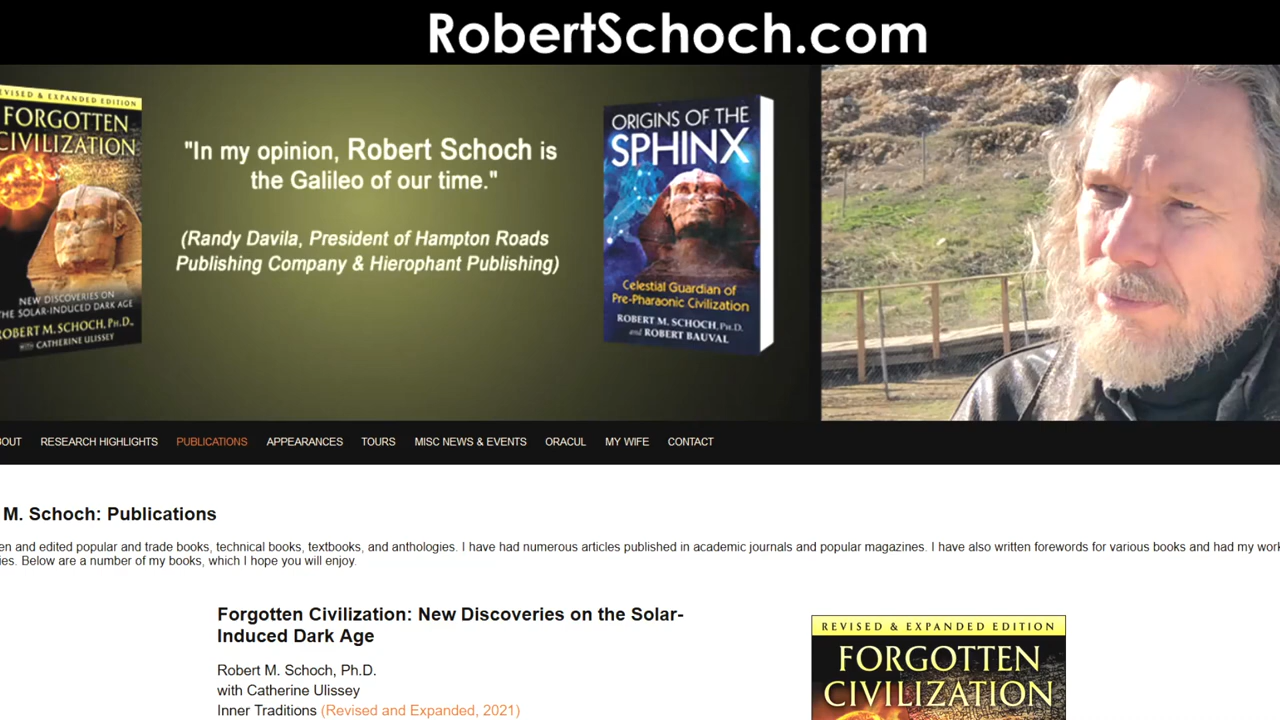 RobertSchoch.com
REVISED & EXPANDED EDITION
FORGOTTEN
CIVILIZATION
NEW DISCOVERIES ON
THE SOLAR-INDUCED DARK AGE
ROBERT M. SCHOCH, PH.D.
WITH CATHERINE ULISSEY
"In my opinion, Robert Schoch is
the Galileo of our time."
(Randy Davila, President of Hampton Roads
Publishing Company & Hierophant Publishing)
ORIGINS OF THE
SPHINX
Celestial Guardian of
Pre-Pharaonic Civilization
ROBERT M. SCHOCH, PH.D.
and ROBERT BAUVAL
BOUT RESEARCH HIGHLIGHTS PUBLICATIONS APPEARANCES TOURS MISC NEWS & EVENTS ORACUL MY WIFE CONTACT
M. Schoch: Publications
en and edited popular and trade books, technical books, textbooks, and anthologies. I have had numerous articles published in academic journals and popular magazines. I have also written forewords for various books and had my work
ies. Below are a number of my books, which I hope you will enjoy.
Forgotten Civilization: New Discoveries on the Solar-
Induced Dark Age
Robert M. Schoch, Ph.D.
with Catherine Ulissey
Inner Traditions (Revised and Expanded, 2021)
REVISED & EXPANDED EDITION
FORGOTTEN
CIVILIZATION